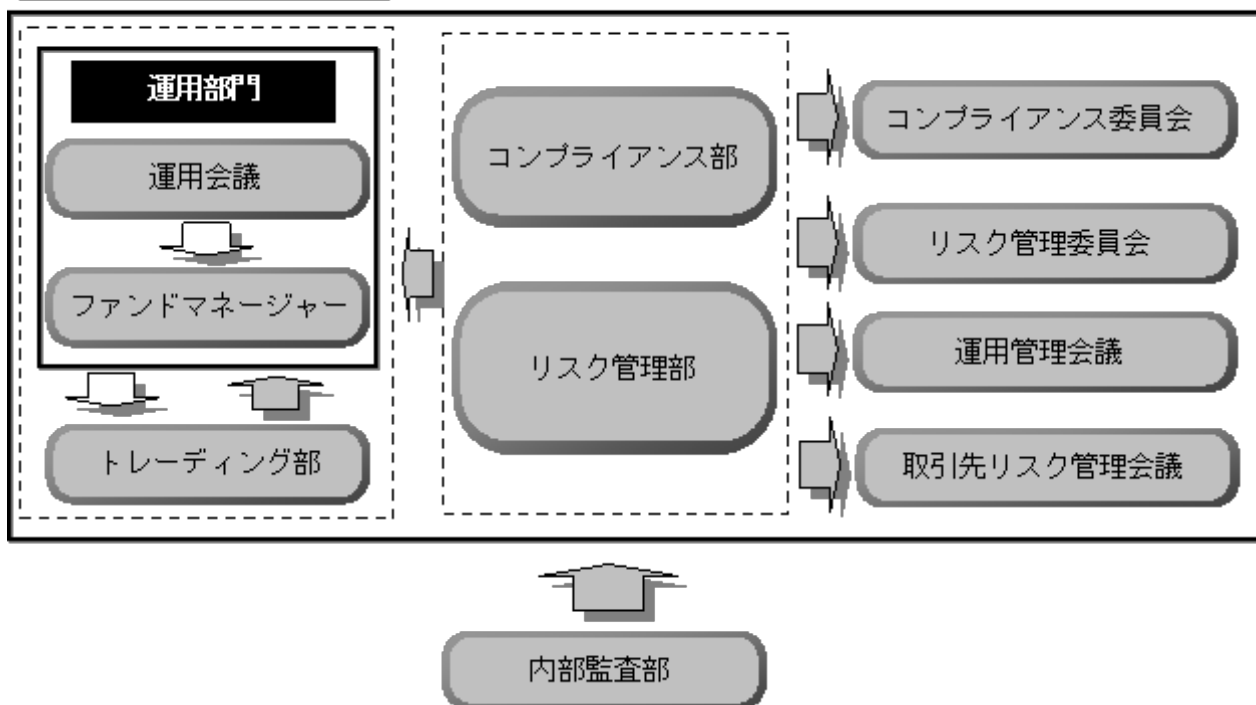 運用部門
運用会議
ファンドマネージャー
トレーディング部
コンプライアンス部
リスク管理部
コンプライアンス委員会
リスク管理委員会
運用管理会議
取引先リスク管理会議
内部監査部